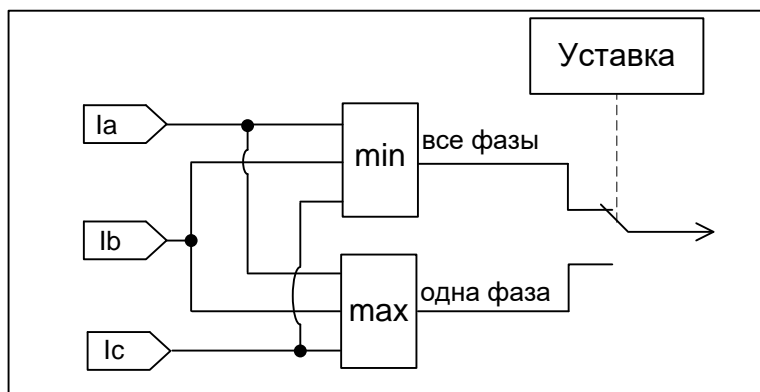 Уставка
Ia
min
все фазы
Ib
max
одна фаза
Ic